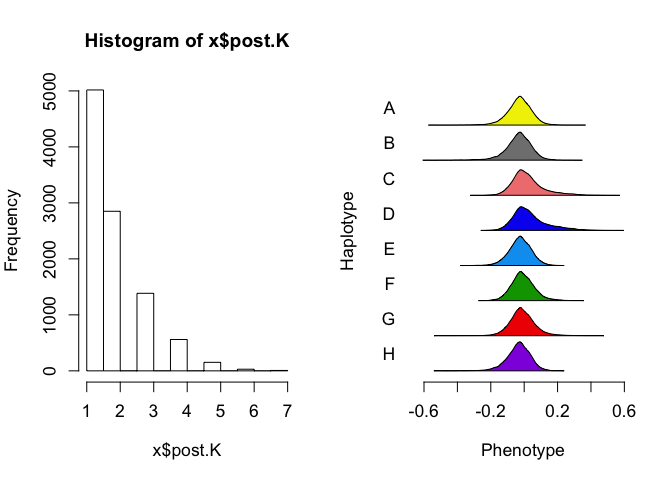 Histogram of x$post.K
Frequency
0
1000
2000
3000
4000
5000
1 2 3 4 5 6 7
x$post.K
Haplotype
A
B
C
D
E
F
G
H
-0.6 -0.2 0.2 0.6
Phenotype